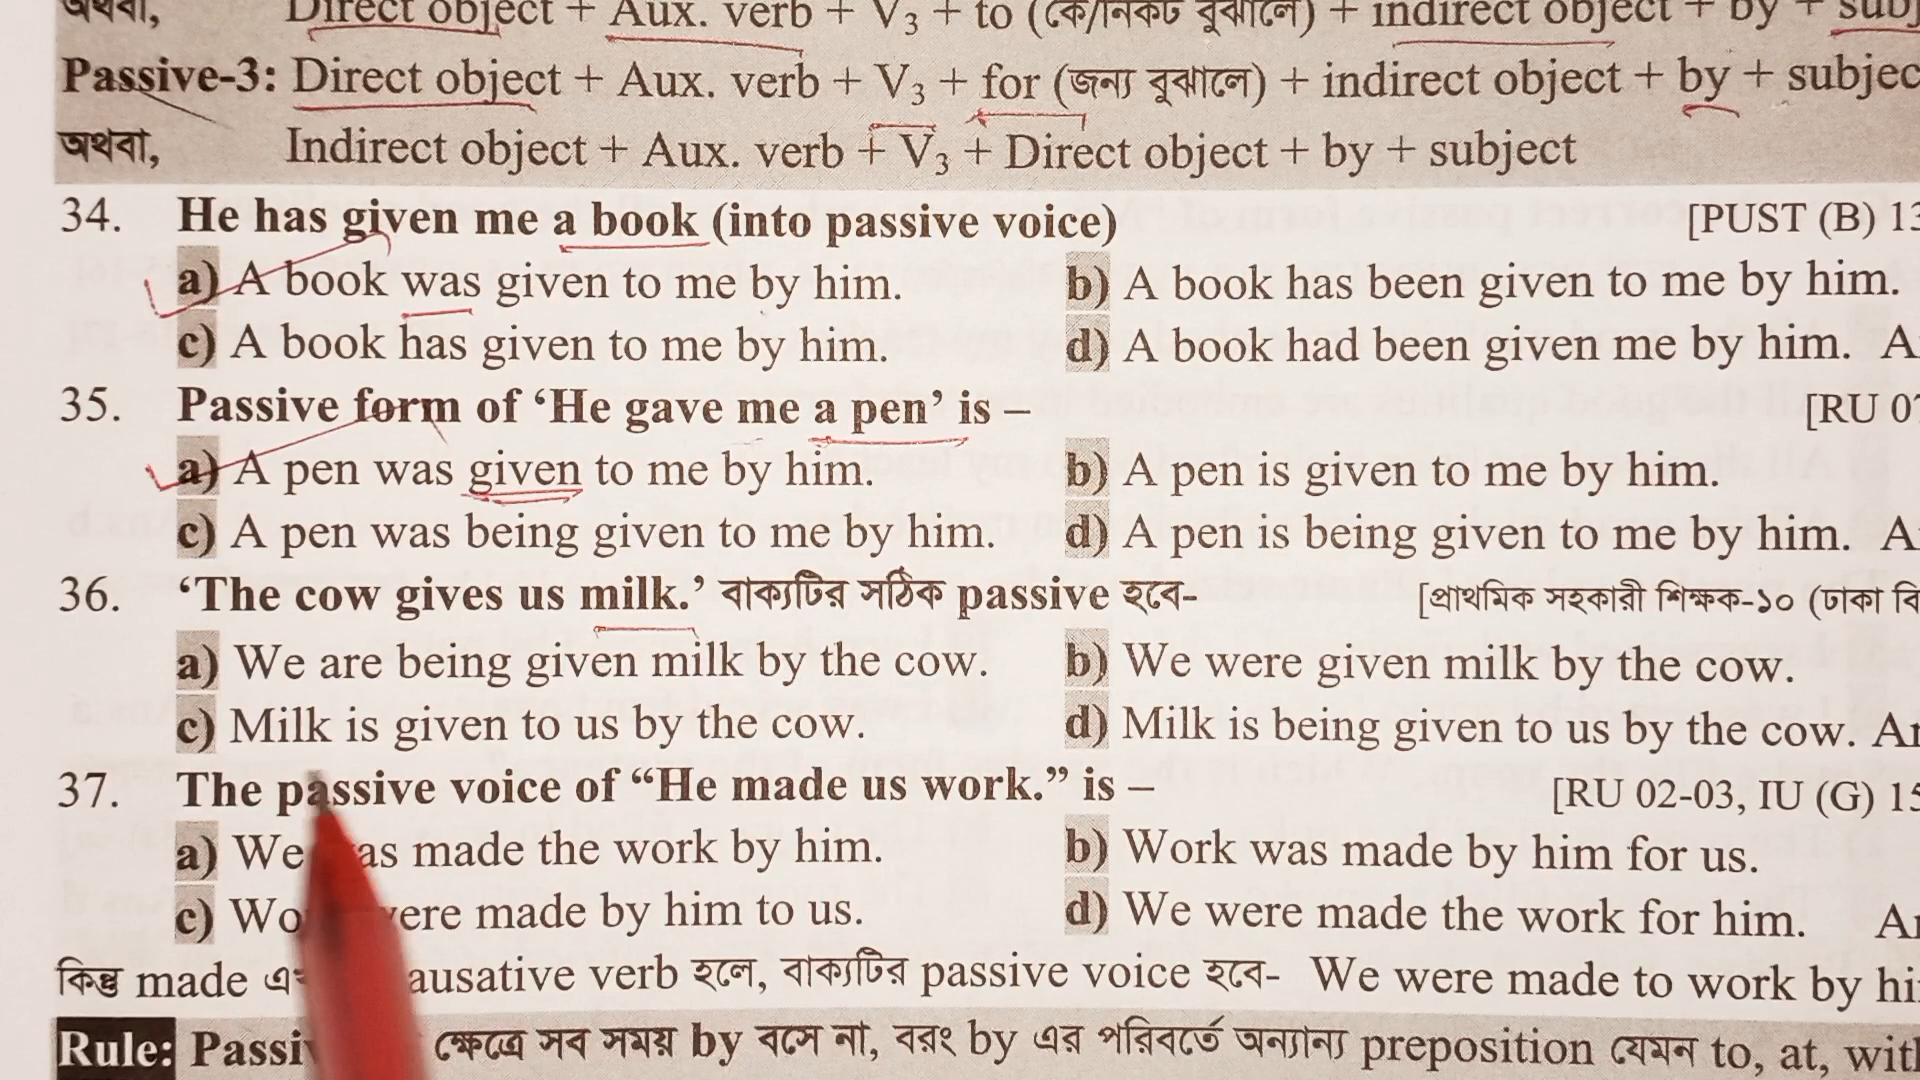 অথবা, Direct object + Aux. verb + V3 + to (কে/নিকট বুঝালে) + indirect object + by +
Passive-3: Direct object + Aux. verb + V3 + for (জন্য বুঝালে) + indirect object + by + subjec
অথবা, Indirect object + Aux. verb + V3 + Direct object + by + subject
34. He has given me a book (into passive voice) [PUST (B) 13
a) A book was given to me by him. b) A book has been given to me by him.
c) A book has given to me by him. d) A book had been given me by him. A
35. Passive form of ‘He gave me a pen’ is – [RU 0
a) A pen was given to me by him. b) A pen is given to me by him.
c) A pen was being given to me by him. d) A pen is being given to me by him. A
36. ‘The cow gives us milk.’ বাক্যটির সঠিক passive হবে- [প্রাথমিক সহকারী শিক্ষক-১০ (ঢাকা বি
a) We are being given milk by the cow. b) We were given milk by the cow.
c) Milk is given to us by the cow. d) Milk is being given to us by the cow. An
37. The passive voice of “He made us work.” is – [RU 02-03, IU (G) 15
a) We as made the work by him. b) Work was made by him for us.
c) Wo ere made by him to us. d) We were made the work for him. An
কিন্তু made ausative verb হলে, বাক্যটির passive voice হবে- We were made to work by hi
Rule: Passi ক্ষেত্রে সব সময় by বসে না, বরং by এর পরিবর্তে অন্যান্য preposition যেমন to, at, with